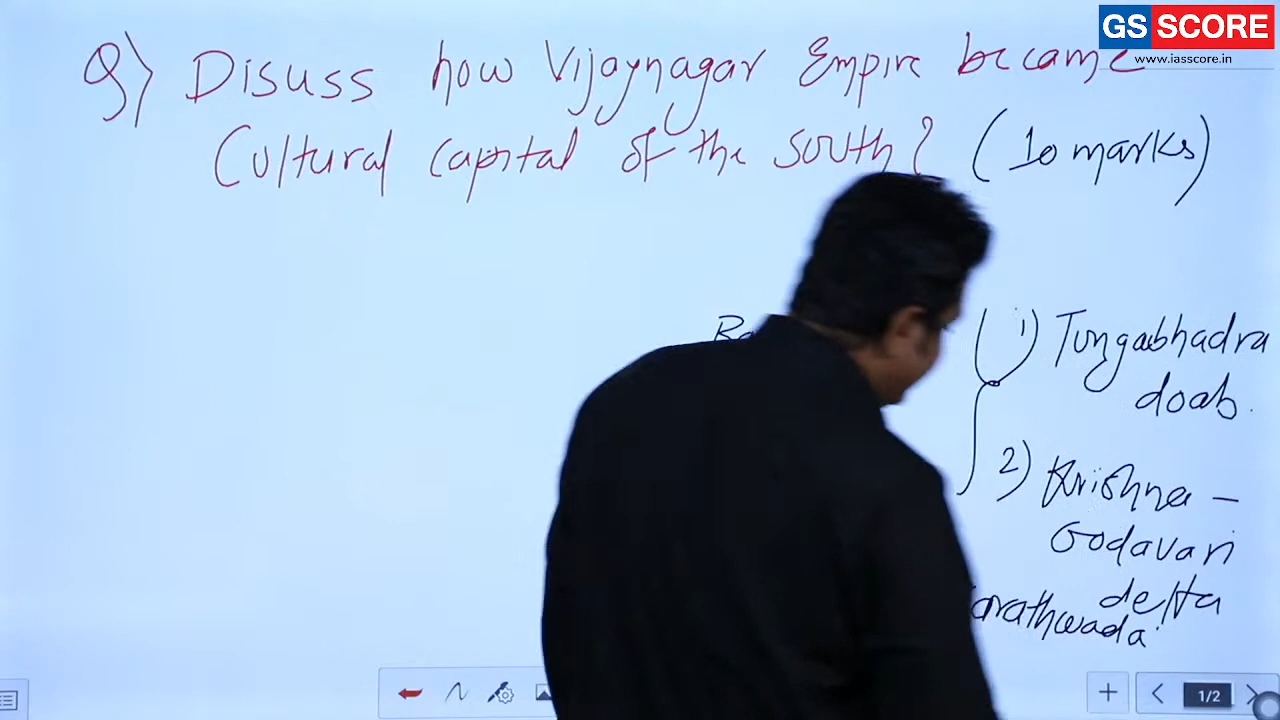 GS SCORE
www.iasscore.in
Q) Disuss how Vijaynagar Empire became
Cultural capital of the south? (10 marks)
1) Tungabhadra
doab.
2) Krishna -
Godavari
delta
arathwada
1/2